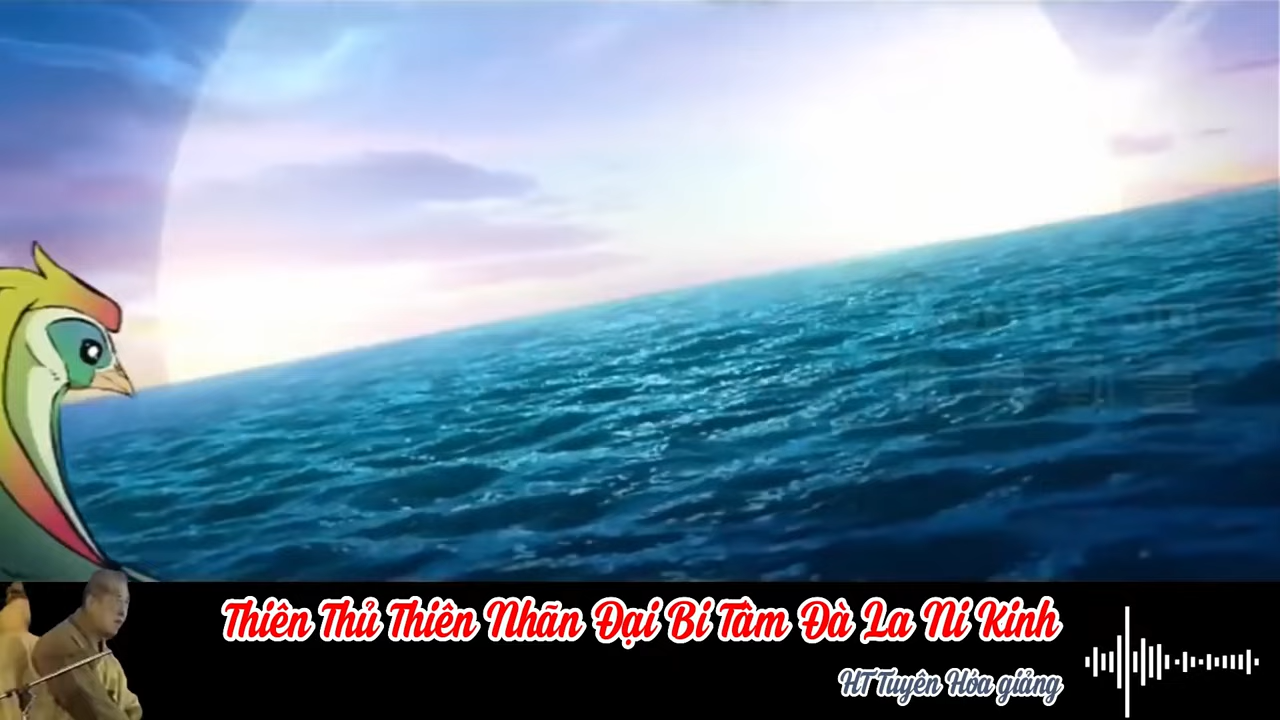 Thiên Thủ Thiên Nhãn Đại Bi Tâm Đà La Ni Kinh
HT Tuyên Hóa giảng